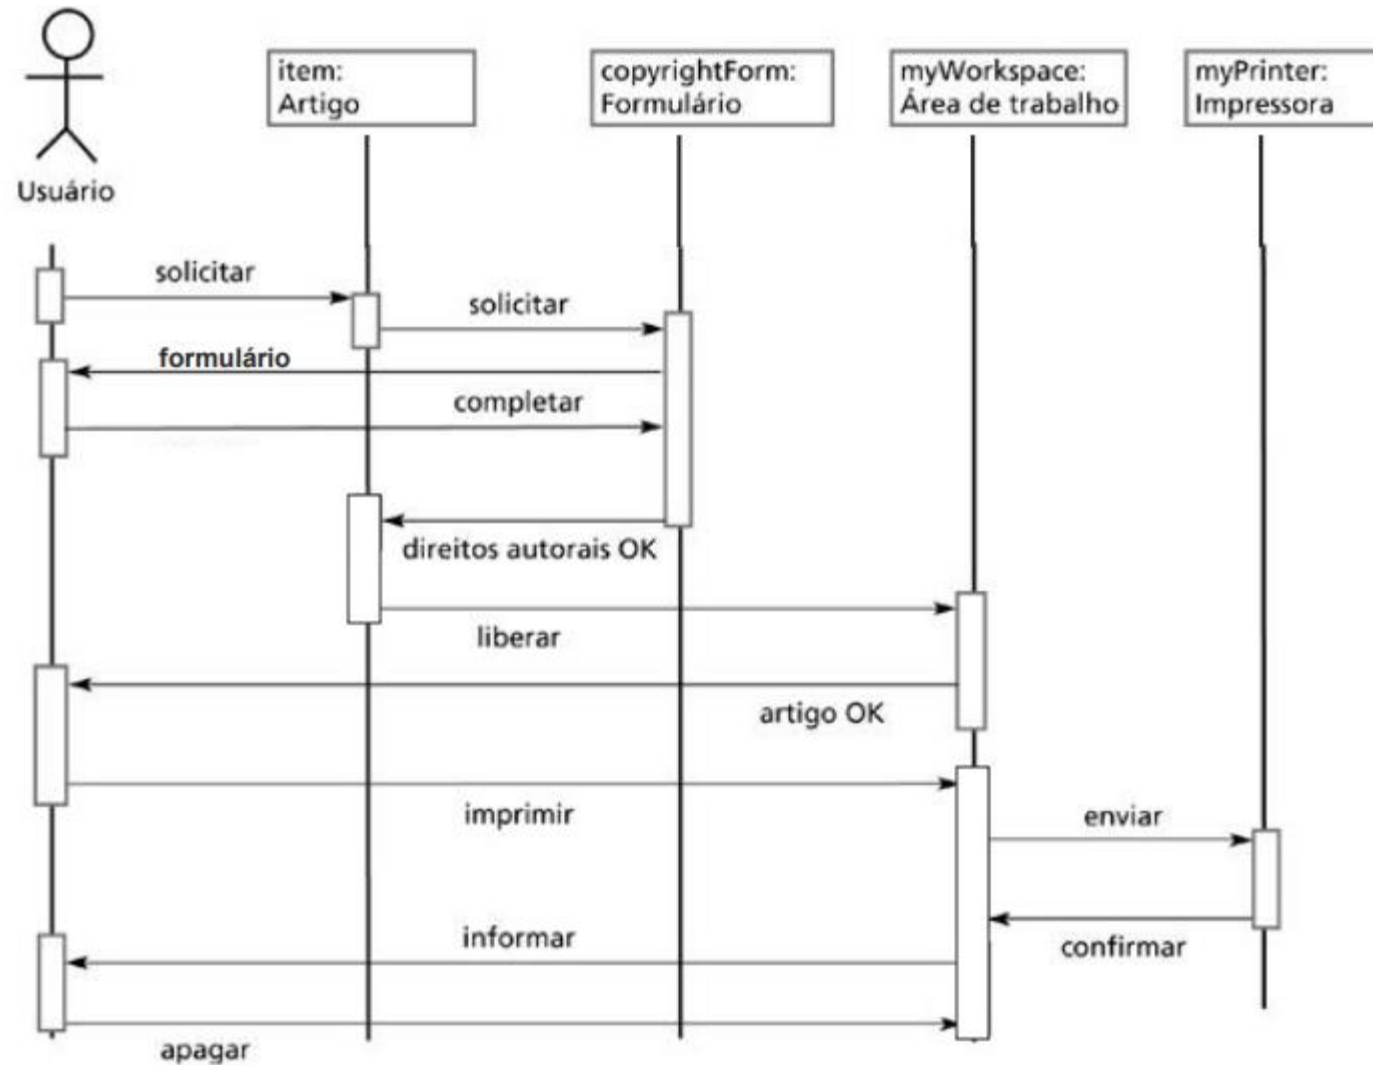 item:
Artigo
copyrightForm:
Formulário
myWorkspace:
Área de trabalho
myPrinter:
Impressora
Usuário
solicitar
solicitar
formulário
completar
direitos autorais OK
liberar
artigo OK
imprimir
enviar
informar
confirmar
apagar